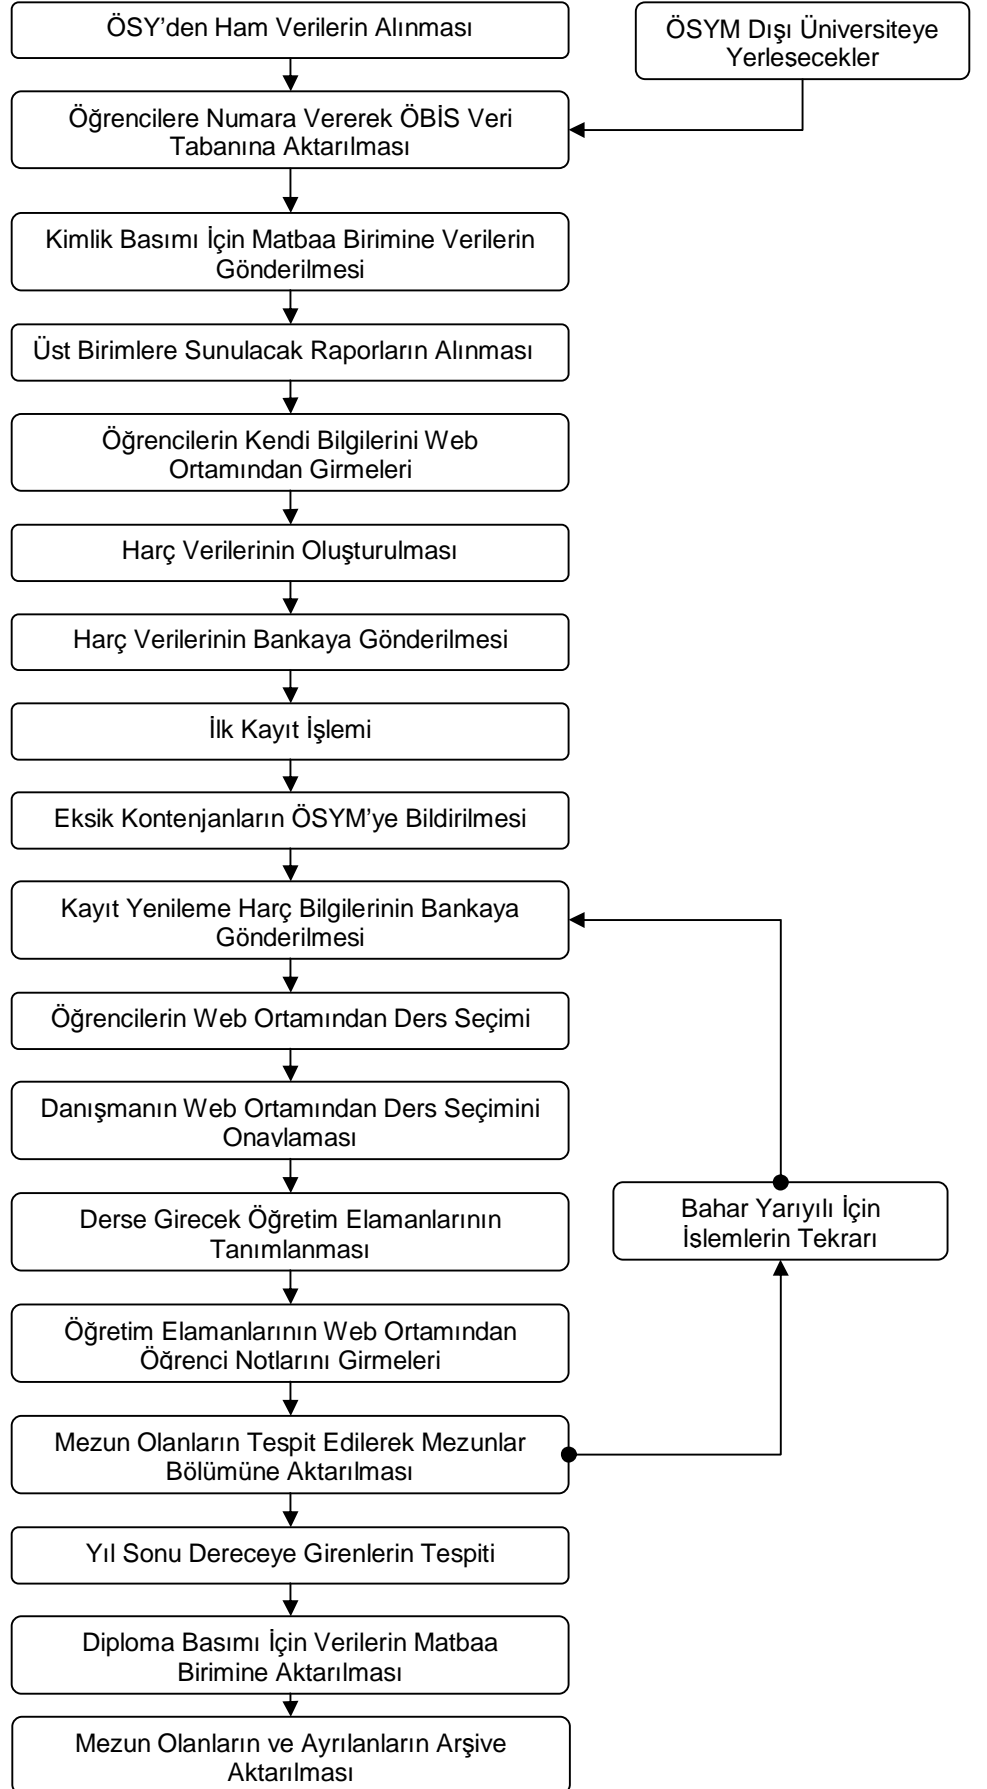 ÖSY’den Ham Verilerin Alınması
ÖSYM Dışı Üniversiteye
Yerleşecekler
Öğrencilere Numara Vererek ÖBİS Veri
Tabanına Aktarılması
Kimlik Basımı İçin Matbaa Birimine Verilerin
Gönderilmesi
Üst Birimlere Sunulacak Raporların Alınması
Öğrencilerin Kendi Bilgilerini Web
Ortamından Girmeleri
Harç Verilerinin Oluşturulması
Harç Verilerinin Bankaya Gönderilmesi
İlk Kayıt İşlemi
Eksik Kontenjanların ÖSYM’ye Bildirilmesi
Kayıt Yenileme Harç Bilgilerinin Bankaya
Gönderilmesi
Öğrencilerin Web Ortamından Ders Seçimi
Danışmanın Web Ortamından Ders Seçimini
Onaylaması
Derse Girecek Öğretim Elamanlarının
Tanımlanması
Bahar Yarıyılı İçin
İşlemlerin Tekrarı
Öğretim Elamanlarının Web Ortamından
Öğrenci Notlarını Girmeleri
Mezun Olanların Tespit Edilerek Mezunlar
Bölümüne Aktarılması
Yıl Sonu Dereceye Girenlerin Tespiti
Diploma Basımı İçin Verilerin Matbaa
Birimine Aktarılması
Mezun Olanların ve Ayrılanların Arşive
Aktarılması